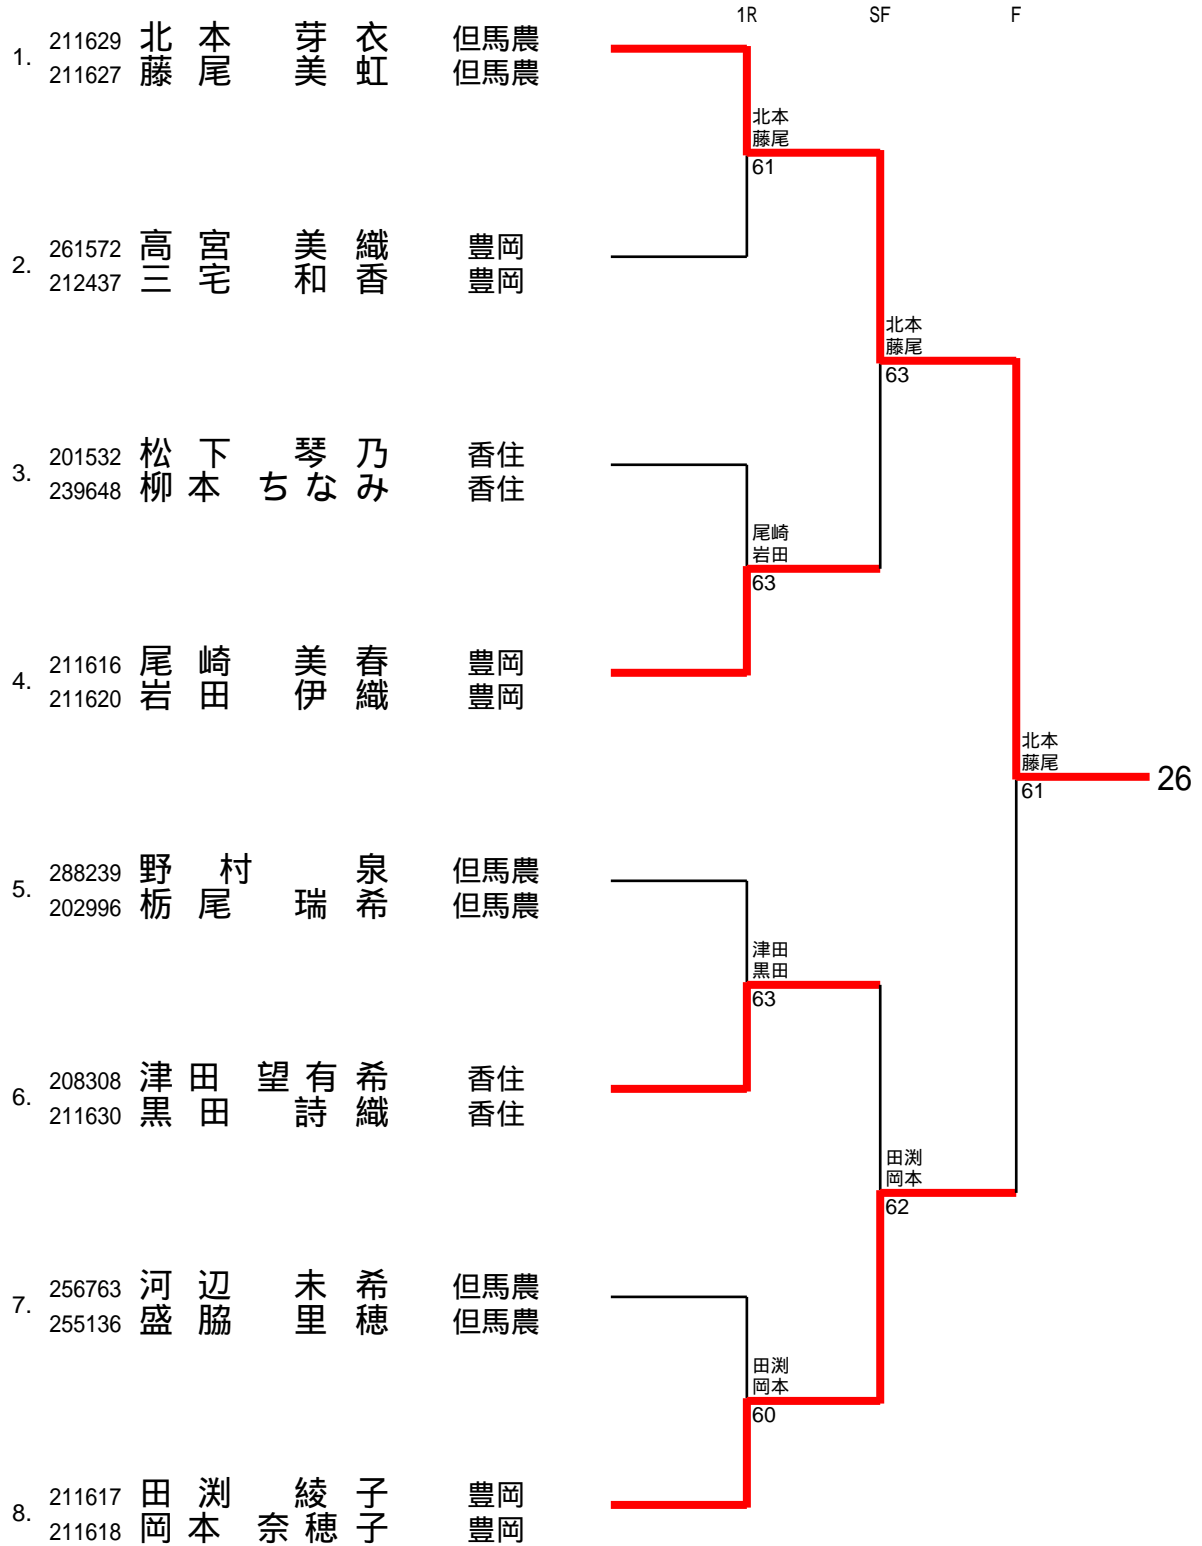 1R SF F
1. 211629 北本 芽衣 但馬農
211627 藤尾 美虹 但馬農
北本
藤尾
61
2. 261572 高宮 美織 豊岡
212437 三宅 和香 豊岡
北本
藤尾
63
3. 201532 松下 琴乃 香住
239648 柳本 ちなみ 香住
尾崎
岩田
63
4. 211616 尾崎 美春 豊岡
211620 岩田 伊織 豊岡
北本
藤尾
61
26
5. 288239 野村 泉 但馬農
202996 栃尾 瑞希 但馬農
津田
黒田
63
6. 208308 津田 望有希 香住
211630 黒田 詩織 香住
田渕
岡本
62
7. 256763 河辺 未希 但馬農
255136 盛脇 里穂 但馬農
田渕
岡本
60
8. 211617 田渕 綾子 豊岡
211618 岡本 奈穂子 豊岡